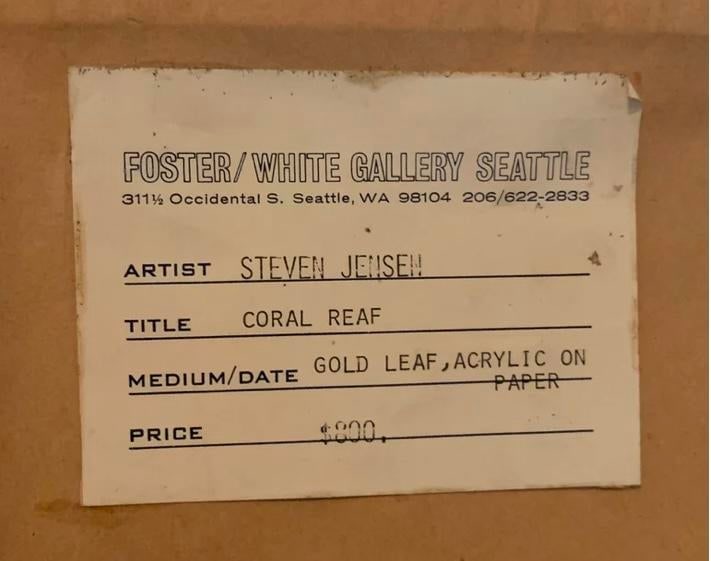 FOSTER/WHITE GALLERY SEATTLE
311½ Occidental S. Seattle, WA 98104 206/622-2833
ARTIST STEVEN JENSEN
TITLE CORAL REAF
MEDIUM/DATE GOLD LEAF,ACRYLIC ON
PAPER
PRICE $800.